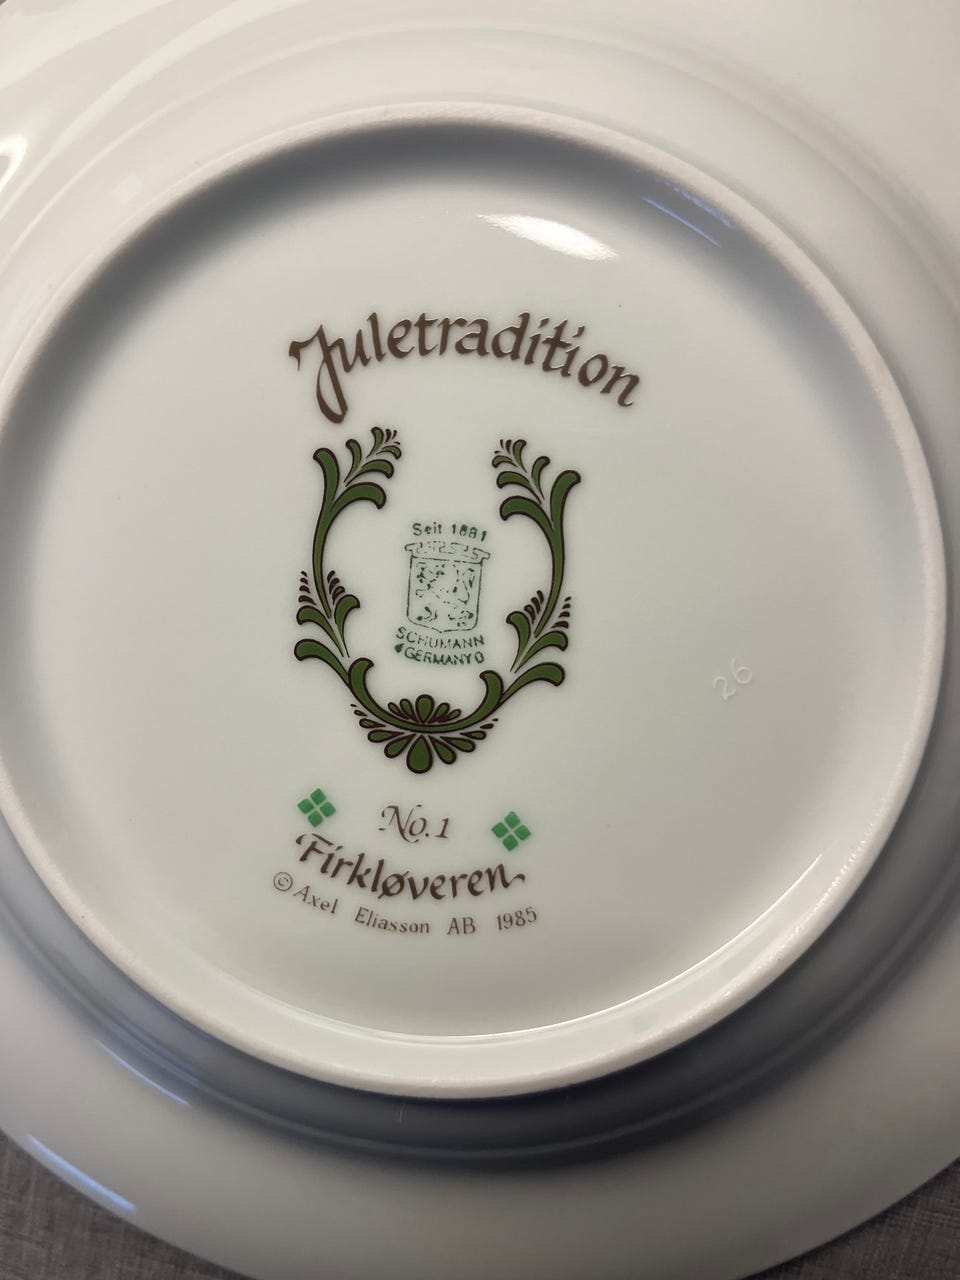 Juletradition
Seit 1881
SCHUMANN
GERMANY
No.1
Firkløveren
© Axel Eliasson AB 1985
26